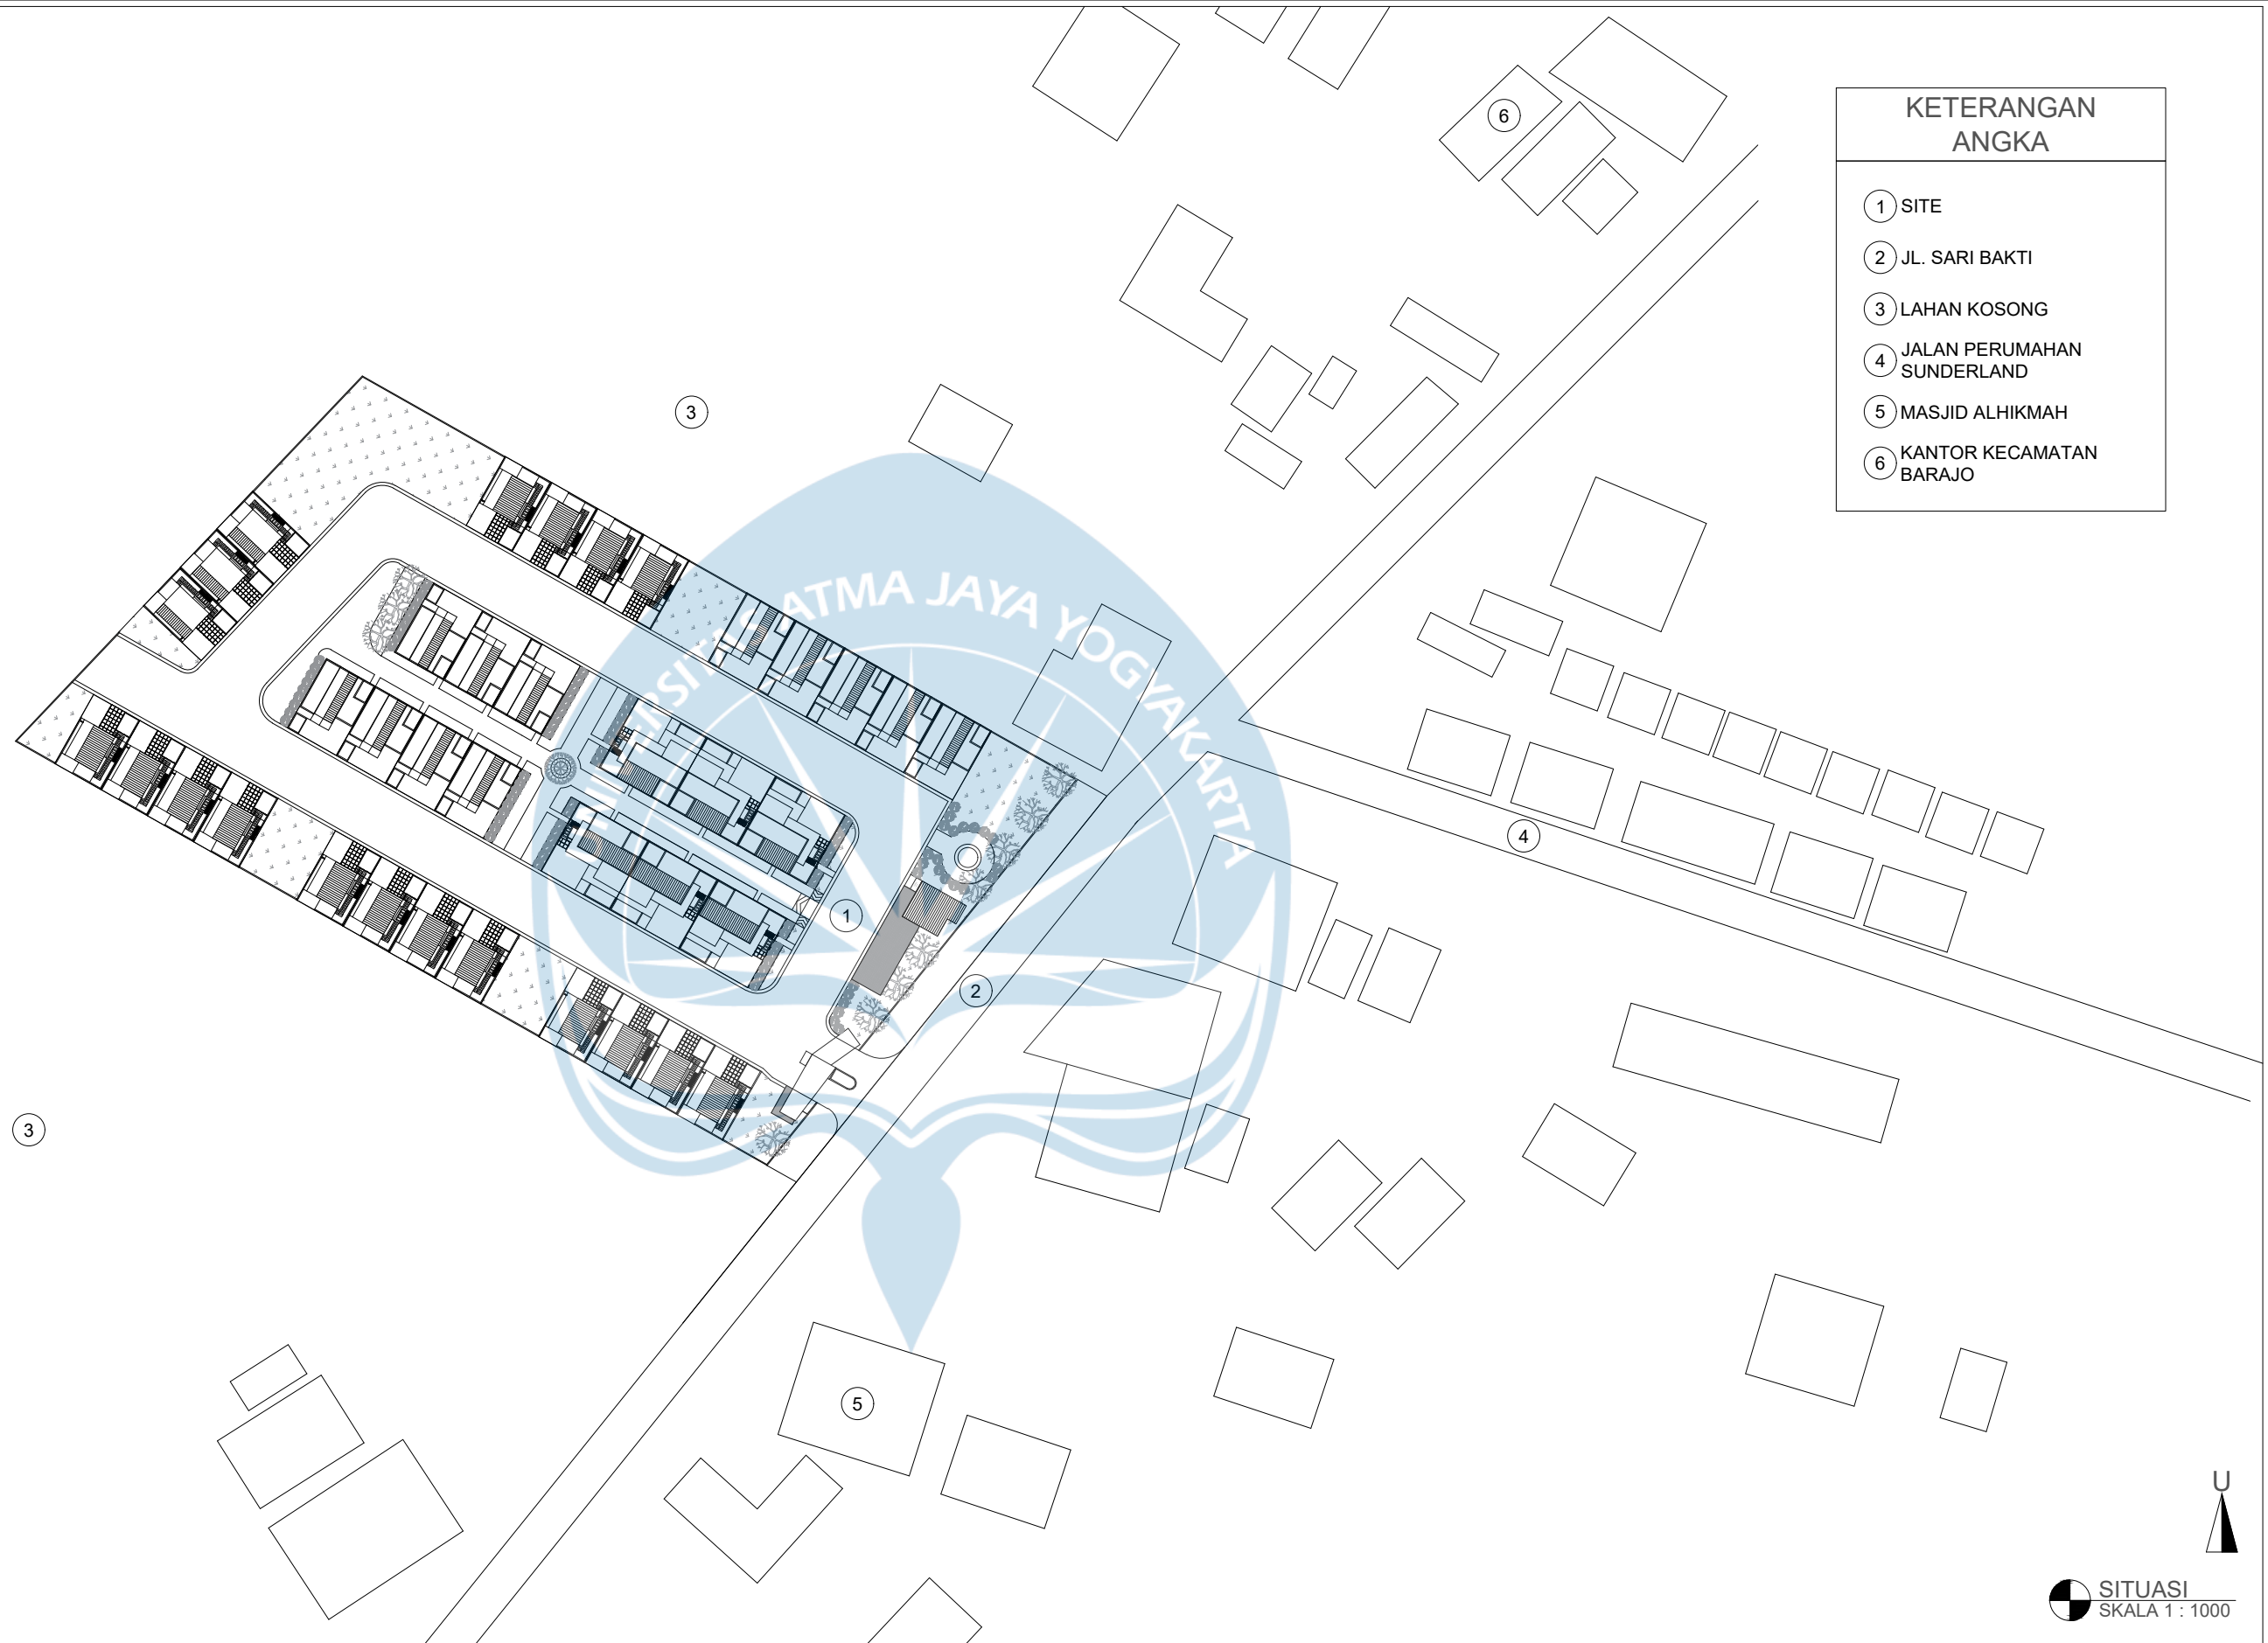 KETERANGAN
ANGKA
1 SITE
2 JL. SARI BAKTI
3 LAHAN KOSONG
4 JALAN PERUMAHAN
SUNDERLAND
5 MASJID ALHIKMAH
6 KANTOR KECAMATAN
BARAJO
6
3
UNIVERSITAS ATMA JAYA YOGYAKARTA
4
1
2
3
5
U
SITUASI
SKALA 1 : 1000